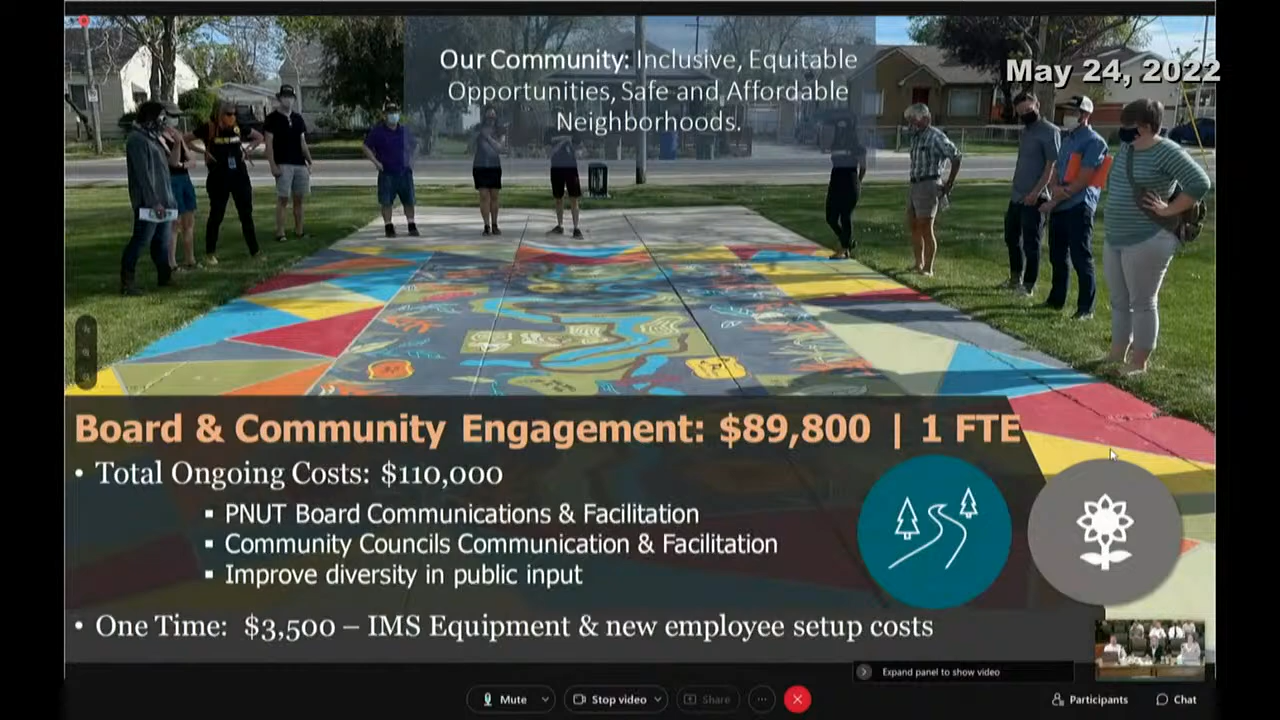 Our Community: Inclusive, Equitable
Opportunities, Safe and Affordable
Neighborhoods.
May 24, 2022
Board & Community Engagement: $89,800 | 1 FTE
• Total Ongoing Costs: $110,000
▪ PNUT Board Communications & Facilitation
▪ Community Councils Communication & Facilitation
▪ Improve diversity in public input
• One Time: $3,500 – IMS Equipment & new employee setup costs
Expand panel to show video
Mute
Stop video
Share
Participants
Chat